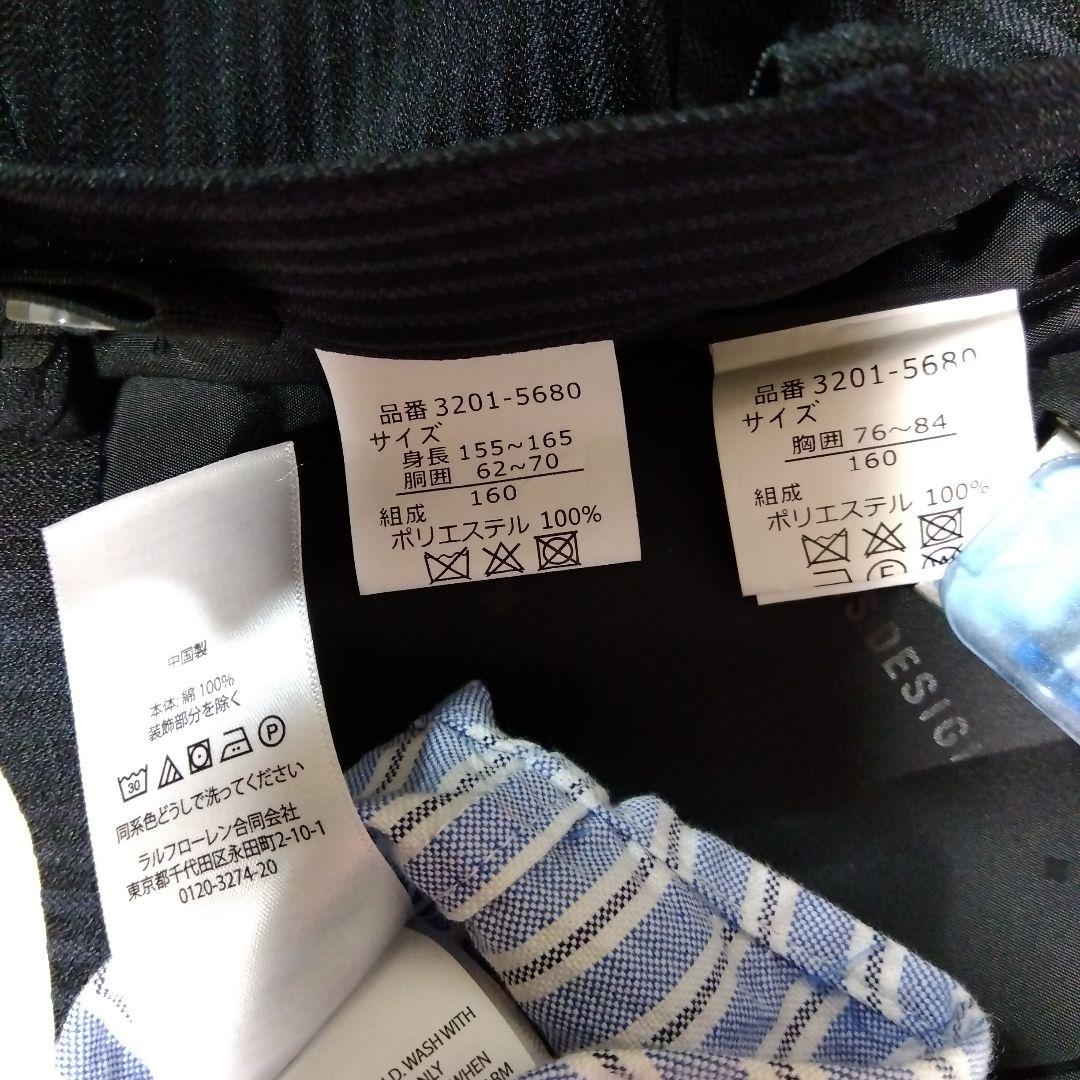 品番 3201-5680
サイズ
身長 155~165
胴囲 62~70
160
組成
ポリエステル 100%
品番 3201-5680
サイズ
胸囲 76~84
160
組成
ポリエステル 100%
中国製
本体: 綿 100%
装飾部分を除く
30
P
同系色どうしで洗ってください
ラルフローレン合同会社
東京都千代田区永田町2-10-1
0120-3274-20
S DESIG
D. WASH WITH
WHEN